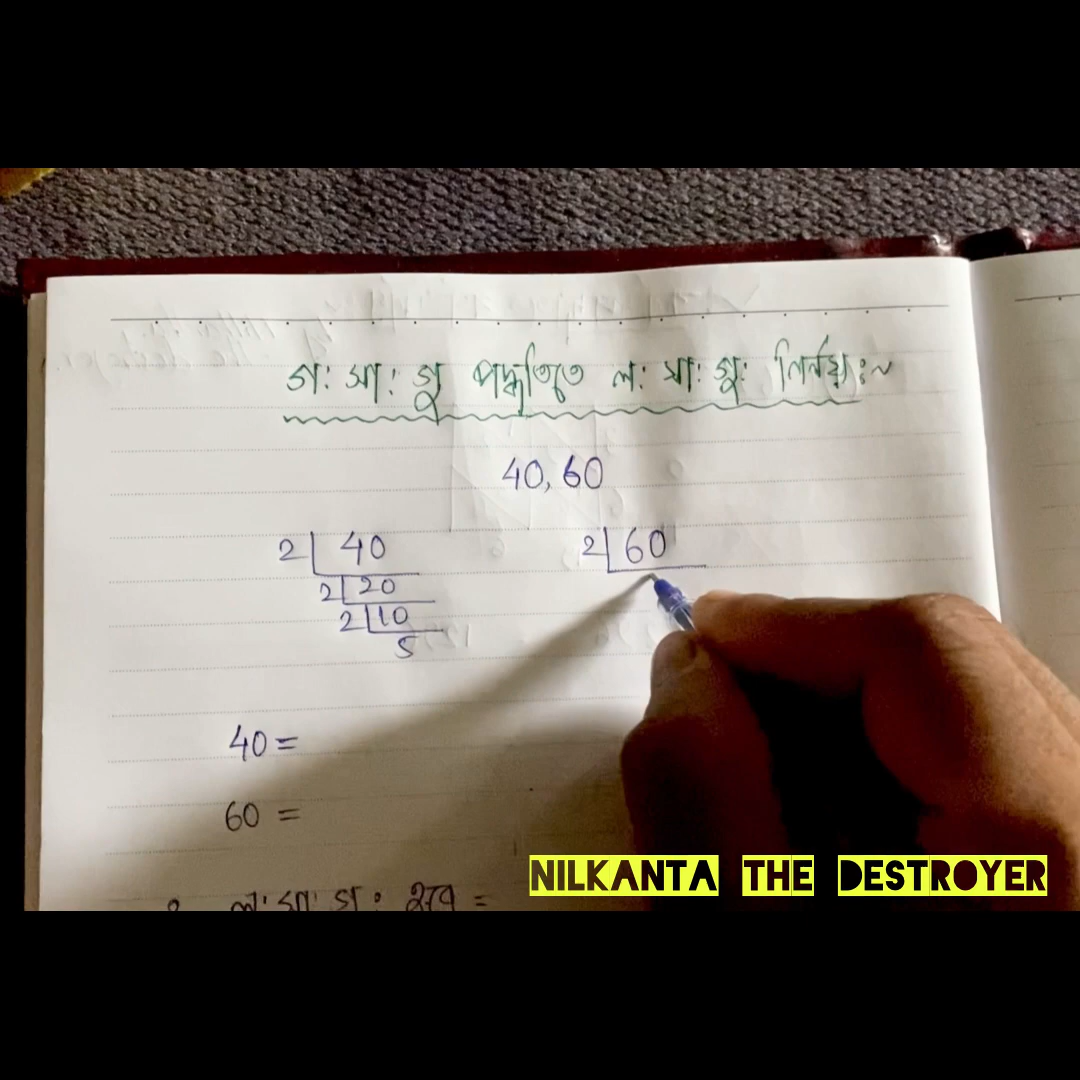 গ: সা: গু পদ্ধতিতে ল: সা: গু: নির্ণয়ঃ~
40, 60
2 40
2 20
2 10
5
2 60
40 =
60 =
ল: সা: গু: হবে =
NILKANTA THE DESTROYER